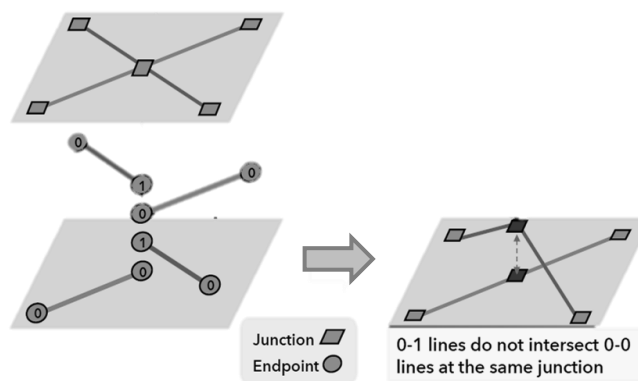 0
1
0
0
1
0
0
0
Junction
Endpoint
0-1 lines do not intersect 0-0
lines at the same junction